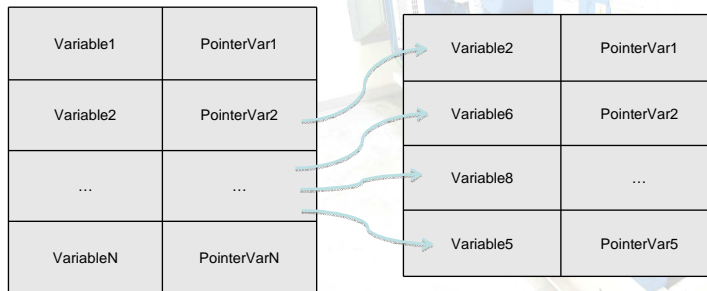 Variable1 PointerVar1
Variable2 PointerVar2
… …
VariableN PointerVarN
Variable2 PointerVar1
Variable6 PointerVar2
Variable8 …
Variable5 PointerVar5